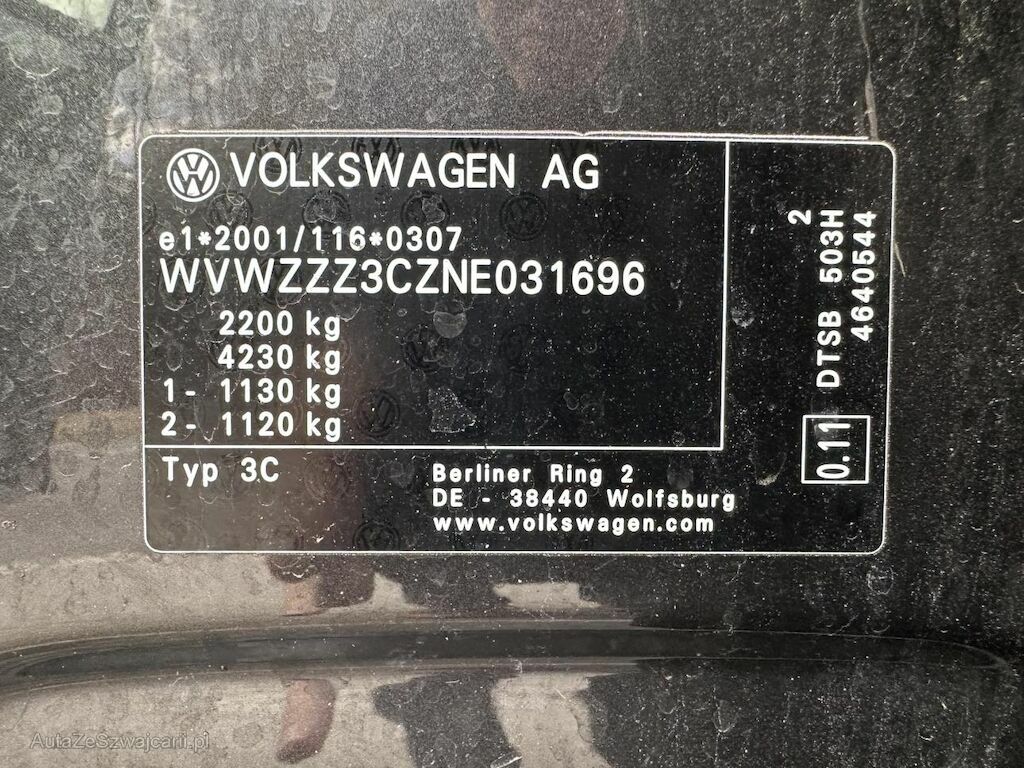 VOLKSWAGEN AG
e1*2001/116*0307
WVWZZZ3CZNE031696
2200 kg
4230 kg
1- 1130 kg
2- 1120 kg
Typ 3C
Berliner Ring 2
DE - 38440 Wolfsburg
www.volkswagen.com
2
0.11 DTSB 503H
4640544
AutaZeSzwajcarii.pl